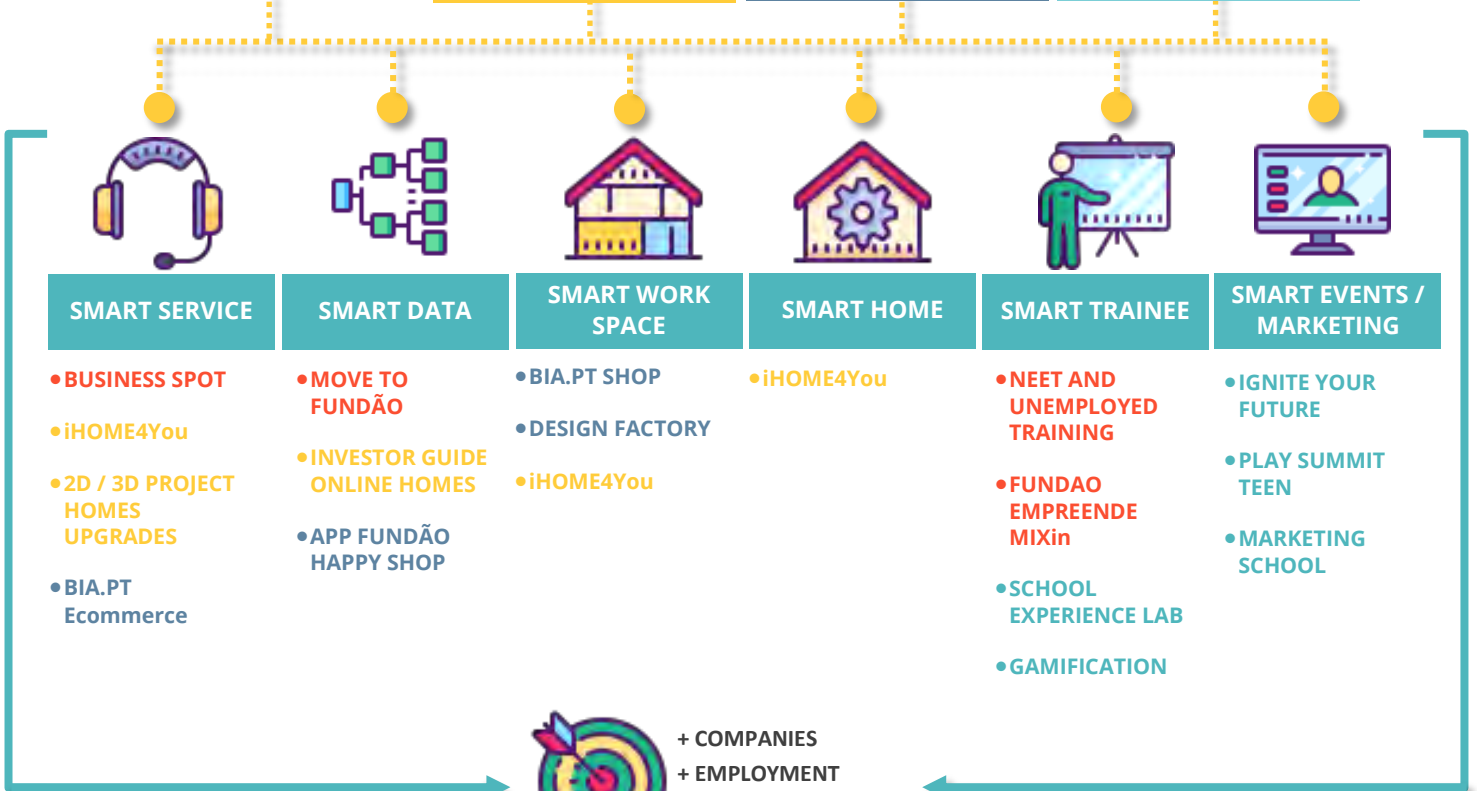 SMART SERVICE
SMART DATA
SMART WORK
SPACE
SMART HOME
SMART TRAINEE
SMART EVENTS /
MARKETING
•BUSINESS SPOT
•iHOME4You
•2D / 3D PROJECT
HOMES
UPGRADES
•BIA.PT
Ecommerce
•MOVE TO
FUNDÃO
•INVESTOR GUIDE
ONLINE HOMES
•APP FUNDÃO
HAPPY SHOP
•BIA.PT SHOP
•DESIGN FACTORY
•iHOME4You
•iHOME4You
•NEET AND
UNEMPLOYED
TRAINING
•FUNDAO
EMPREENDE
MIXin
•SCHOOL
EXPERIENCE LAB
•GAMIFICATION
•IGNITE YOUR
FUTURE
•PLAY SUMMIT
TEEN
•MARKETING
SCHOOL
+ COMPANIES
+ EMPLOYMENT